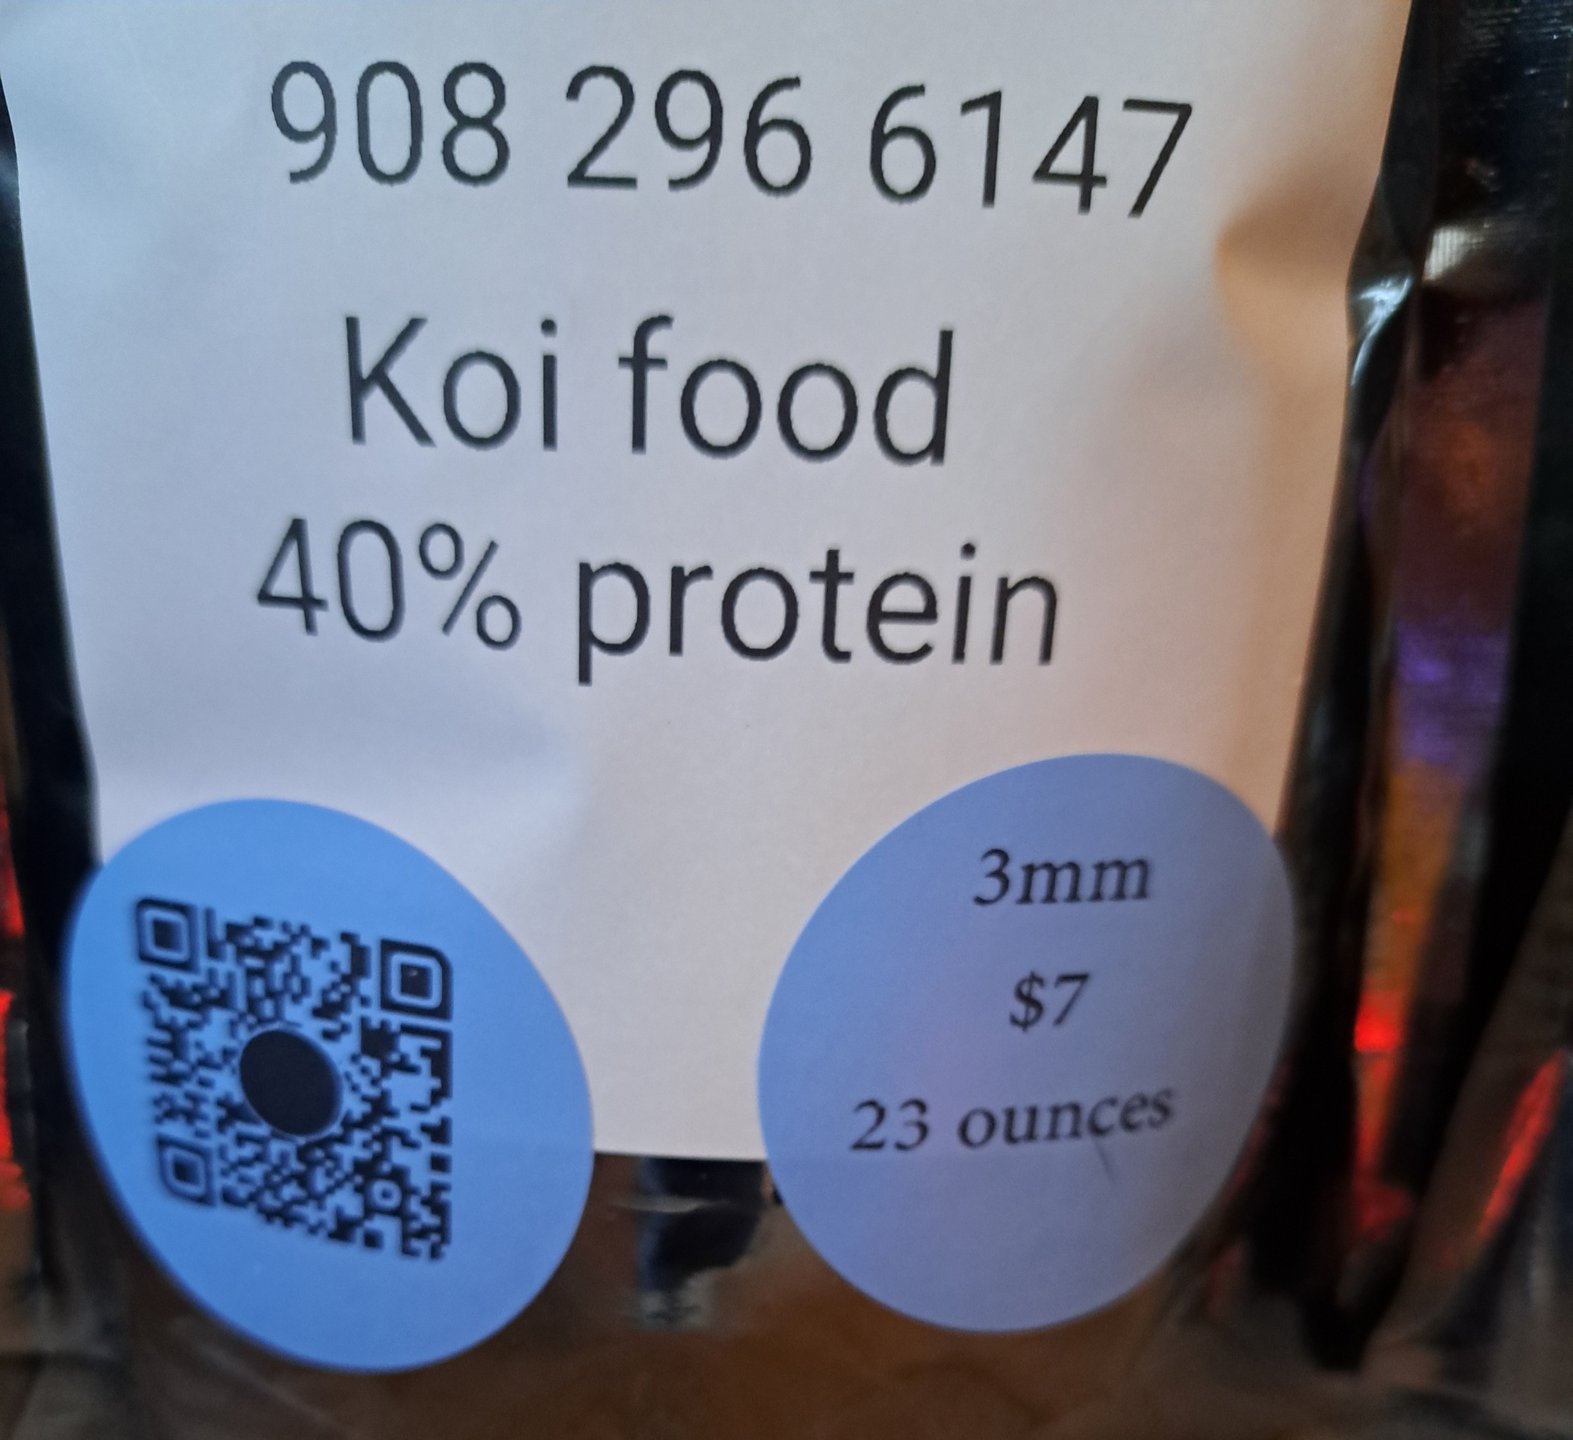 908 296 6147
Koi food
40% protein
3mm
$7
23 ounces